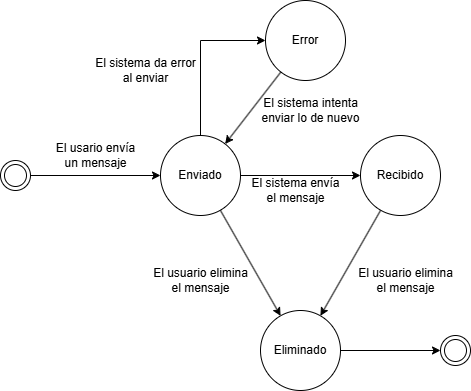 Error
El sistema da error
al enviar
El sistema intenta
enviar lo de nuevo
El usario envía
un mensaje
Enviado
El sistema envía
el mensaje
Recibido
El usuario elimina
el mensaje
El usuario elimina
el mensaje
Eliminado